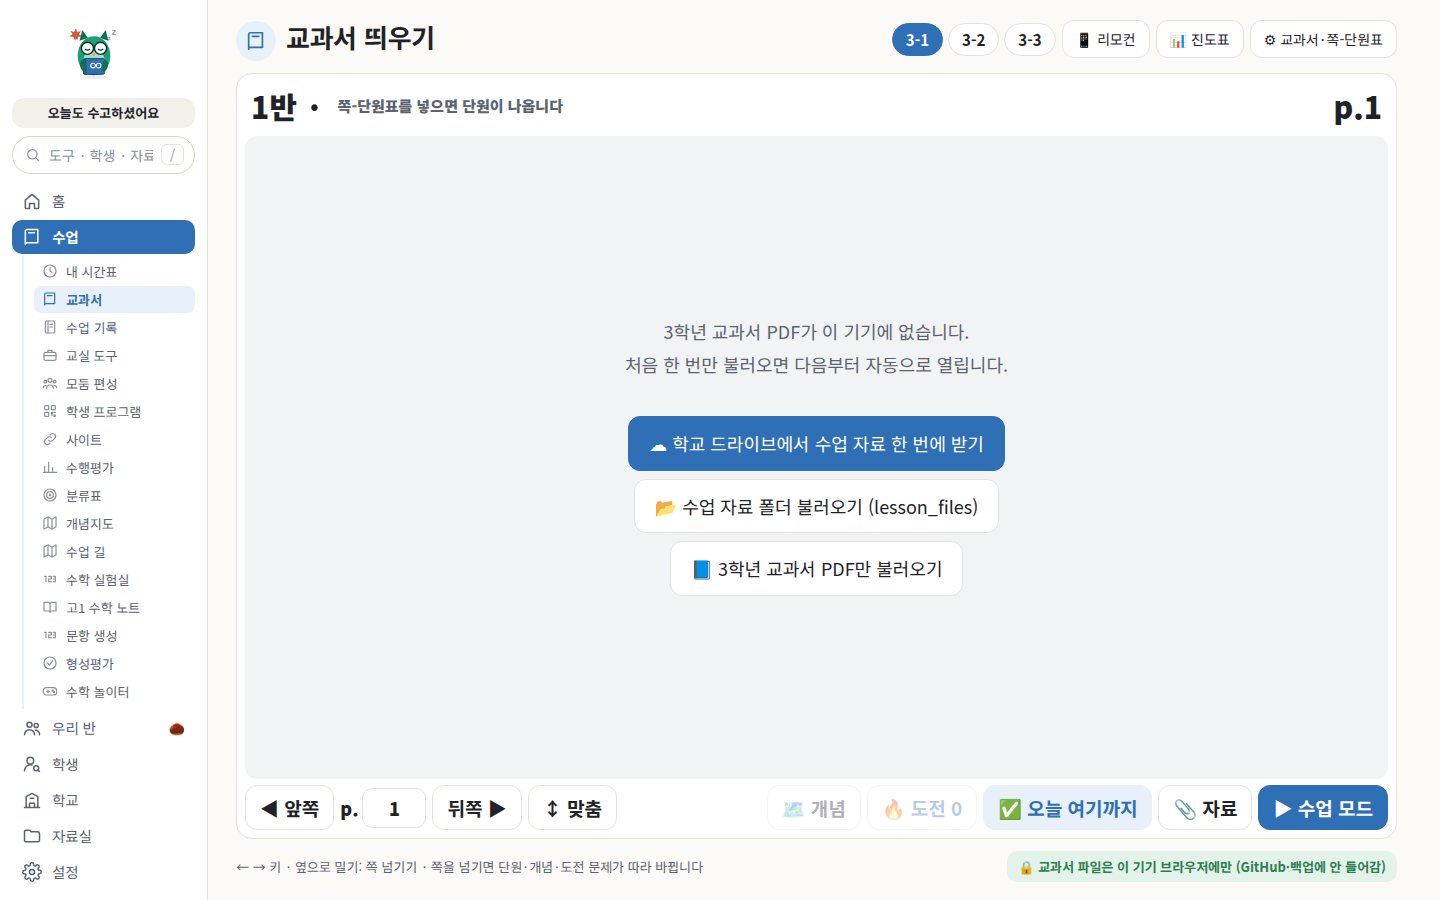 z
오늘도 수고하셨어요
도구 · 학생 · 자료 /
홈
수업
내 시간표
교과서
수업 기록
교실 도구
모둠 편성
학생 프로그램
사이트
수행평가
분류표
개념지도
수업 길
123 수학 실험실
고1 수학 노트
123 문항 생성
형성평가
수학 놀이터
우리 반
학생
학교
자료실
설정
교과서 띄우기
3-1 3-2 3-3 📱 리모컨 📊 진도표 ⚙ 교과서·쪽-단원표
1반 • 쪽-단원표를 넣으면 단원이 나옵니다 p.1
3학년 교과서 PDF가 이 기기에 없습니다.
처음 한 번만 불러오면 다음부터 자동으로 열립니다.
☁ 학교 드라이브에서 수업 자료 한 번에 받기
📂 수업 자료 폴더 불러오기 (lesson_files)
📘 3학년 교과서 PDF만 불러오기
◀ 앞쪽 p. 1 뒤쪽 ▶ ↕ 맞춤 🗺️ 개념 🔥 도전 0 ✅ 오늘 여기까지 📎 자료 ▶ 수업 모드
← → 키 · 옆으로 밀기: 쪽 넘기기 · 쪽을 넘기면 단원·개념·도전 문제가 따라 바뀝니다
🔒 교과서 파일은 이 기기 브라우저에만 (GitHub·백업에 안 들어감)